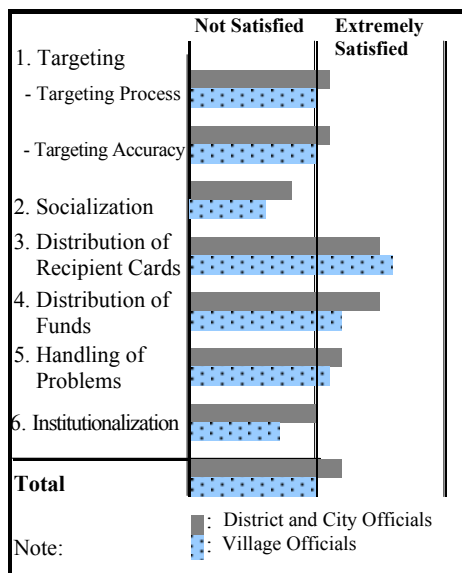 Not Satisfied Extremely
Satisfied
1. Targeting
- Targeting Process
- Targeting Accuracy
2. Socialization
3. Distribution of
Recipient Cards
4. Distribution of
Funds
5. Handling of
Problems
6. Institutionalization
Total
: District and City Officials
Note: : Village Officials